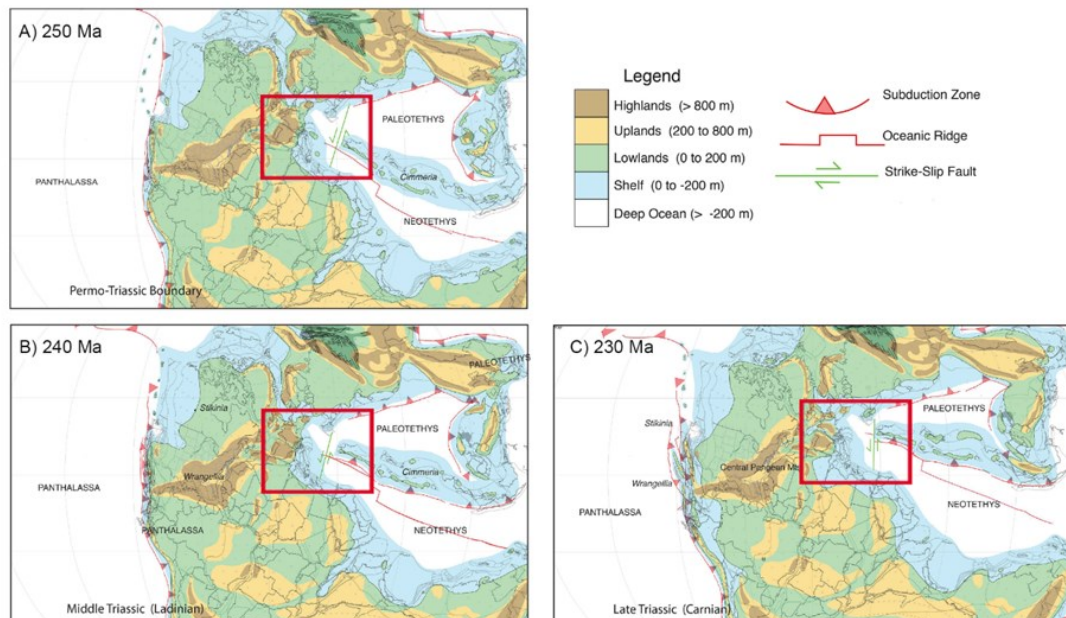 A) 250 Ma
PALEOTETHYS
Cimmeria
PANTHALASSA
NEOTETHYS
Permo-Triassic Boundary
Legend
Highlands (> 800 m)
Uplands (200 to 800 m)
Lowlands (0 to 200 m)
Shelf (0 to -200 m)
Deep Ocean (> -200 m)
Subduction Zone
Oceanic Ridge
Strike-Slip Fault
B) 240 Ma
PALEOTETHYS
Stikinia
PALEOTETHYS
Cimmeria
Wrangellia
PANTHALASSA
NEOTETHYS
PANTHALASSA
Middle Triassic (Ladinian)
C) 230 Ma
PALEOTETHYS
Stikinia
Cimmeria
Central Pangean Mts
Wrangellia
NEOTETHYS
PANTHALASSA
Late Triassic (Carnian)